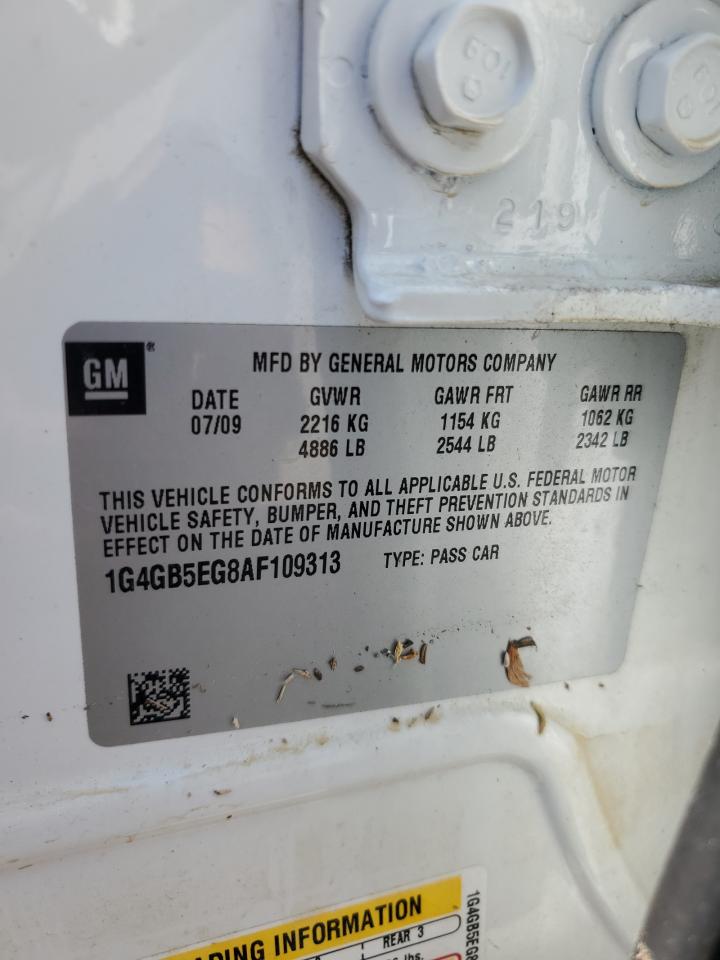 219
GM
MFD BY GENERAL MOTORS COMPANY
DATE GVWR GAWR FRT GAWR RR
07/09 2216 KG 1154 KG 1062 KG
4886 LB 2544 LB 2342 LB
THIS VEHICLE CONFORMS TO ALL APPLICABLE U.S. FEDERAL MOTOR
VEHICLE SAFETY, BUMPER, AND THEFT PREVENTION STANDARDS IN
EFFECT ON THE DATE OF MANUFACTURE SHOWN ABOVE.
1G4GB5EG8AF109313 TYPE: PASS CAR
INFORMATION
REAR 3
lbs.
1G4GB5EG8